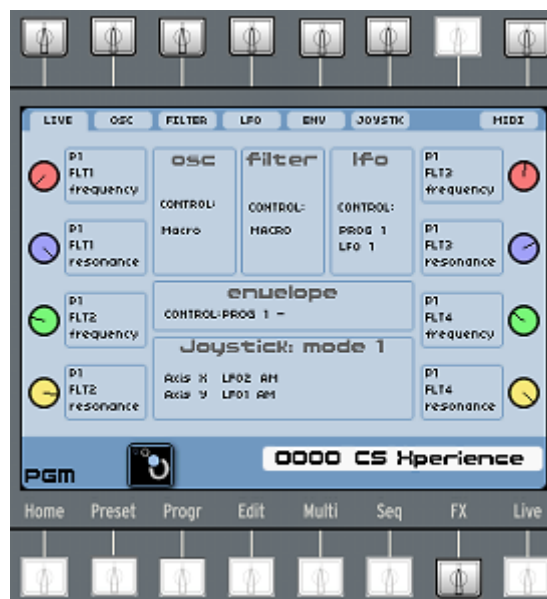 LIVE OSC FILTER LFO ENV JOYSTK MIDI
P1
FLT1
frequency
P1
FLT1
resonance
P1
FLT2
frequency
P1
FLT2
resonance
osc
CONTROL:
Macro
filter
CONTROL:
MACRO
lfo
CONTROL:
PROG 1
LFO 1
envelope
CONTROL:PROG 1 -
Joystick: mode 1
Axis X LFO2 AM
Axis Y LFO1 AM
P1
FLT3
frequency
P1
FLT3
resonance
P1
FLT4
frequency
P1
FLT4
resonance
PGM
0000 CS Xperience
Home Preset Progr Edit Multi Seq FX Live